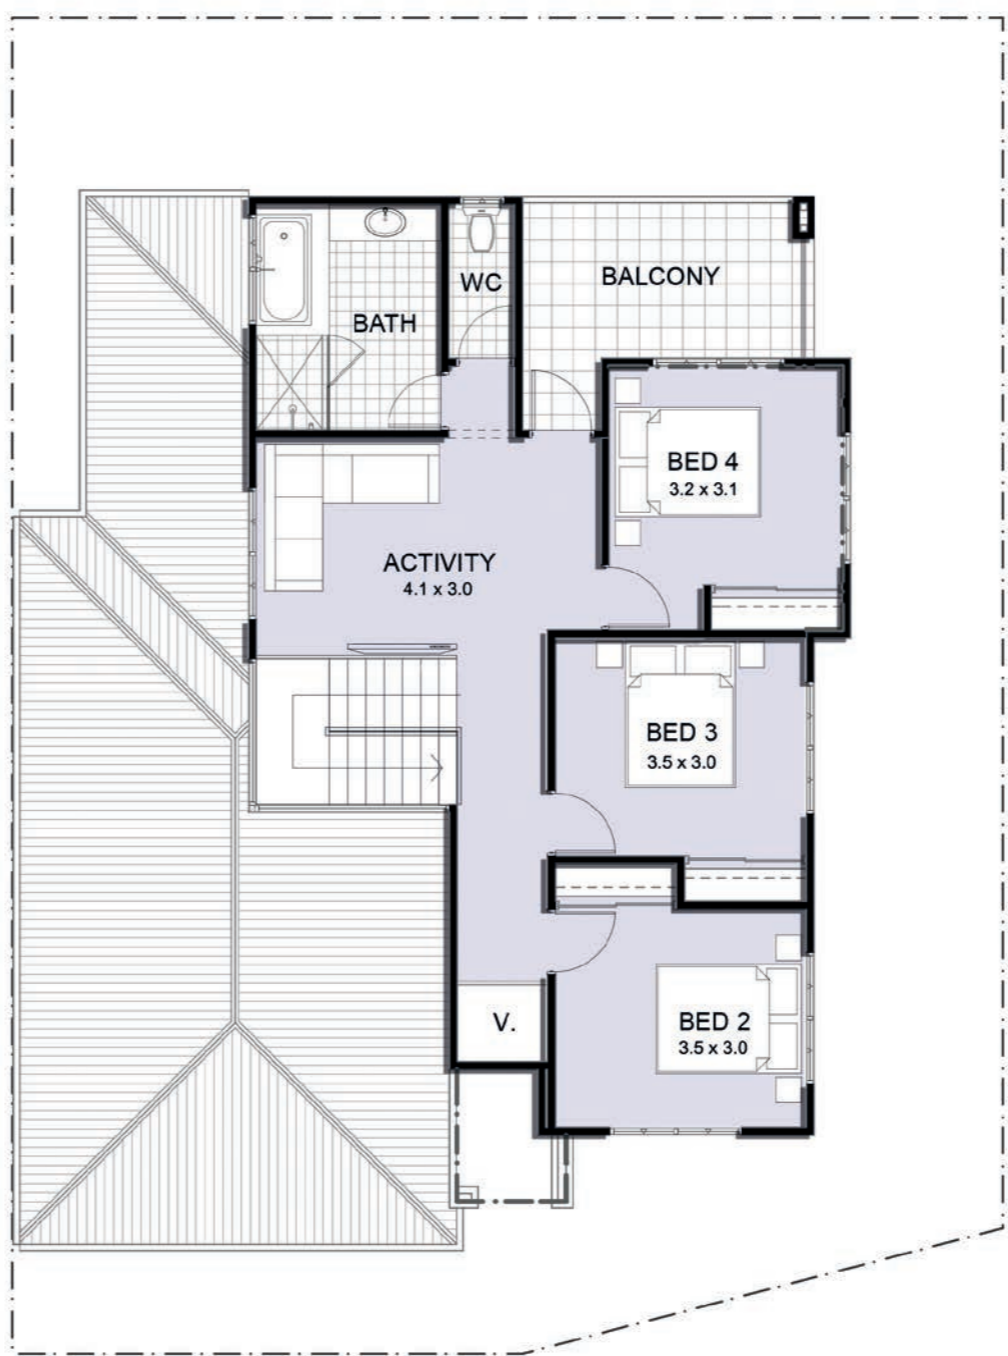 WC
BALCONY
BATH
BED 4
3.2 x 3.1
ACTIVITY
4.1 x 3.0
BED 3
3.5 x 3.0
V.
BED 2
3.5 x 3.0